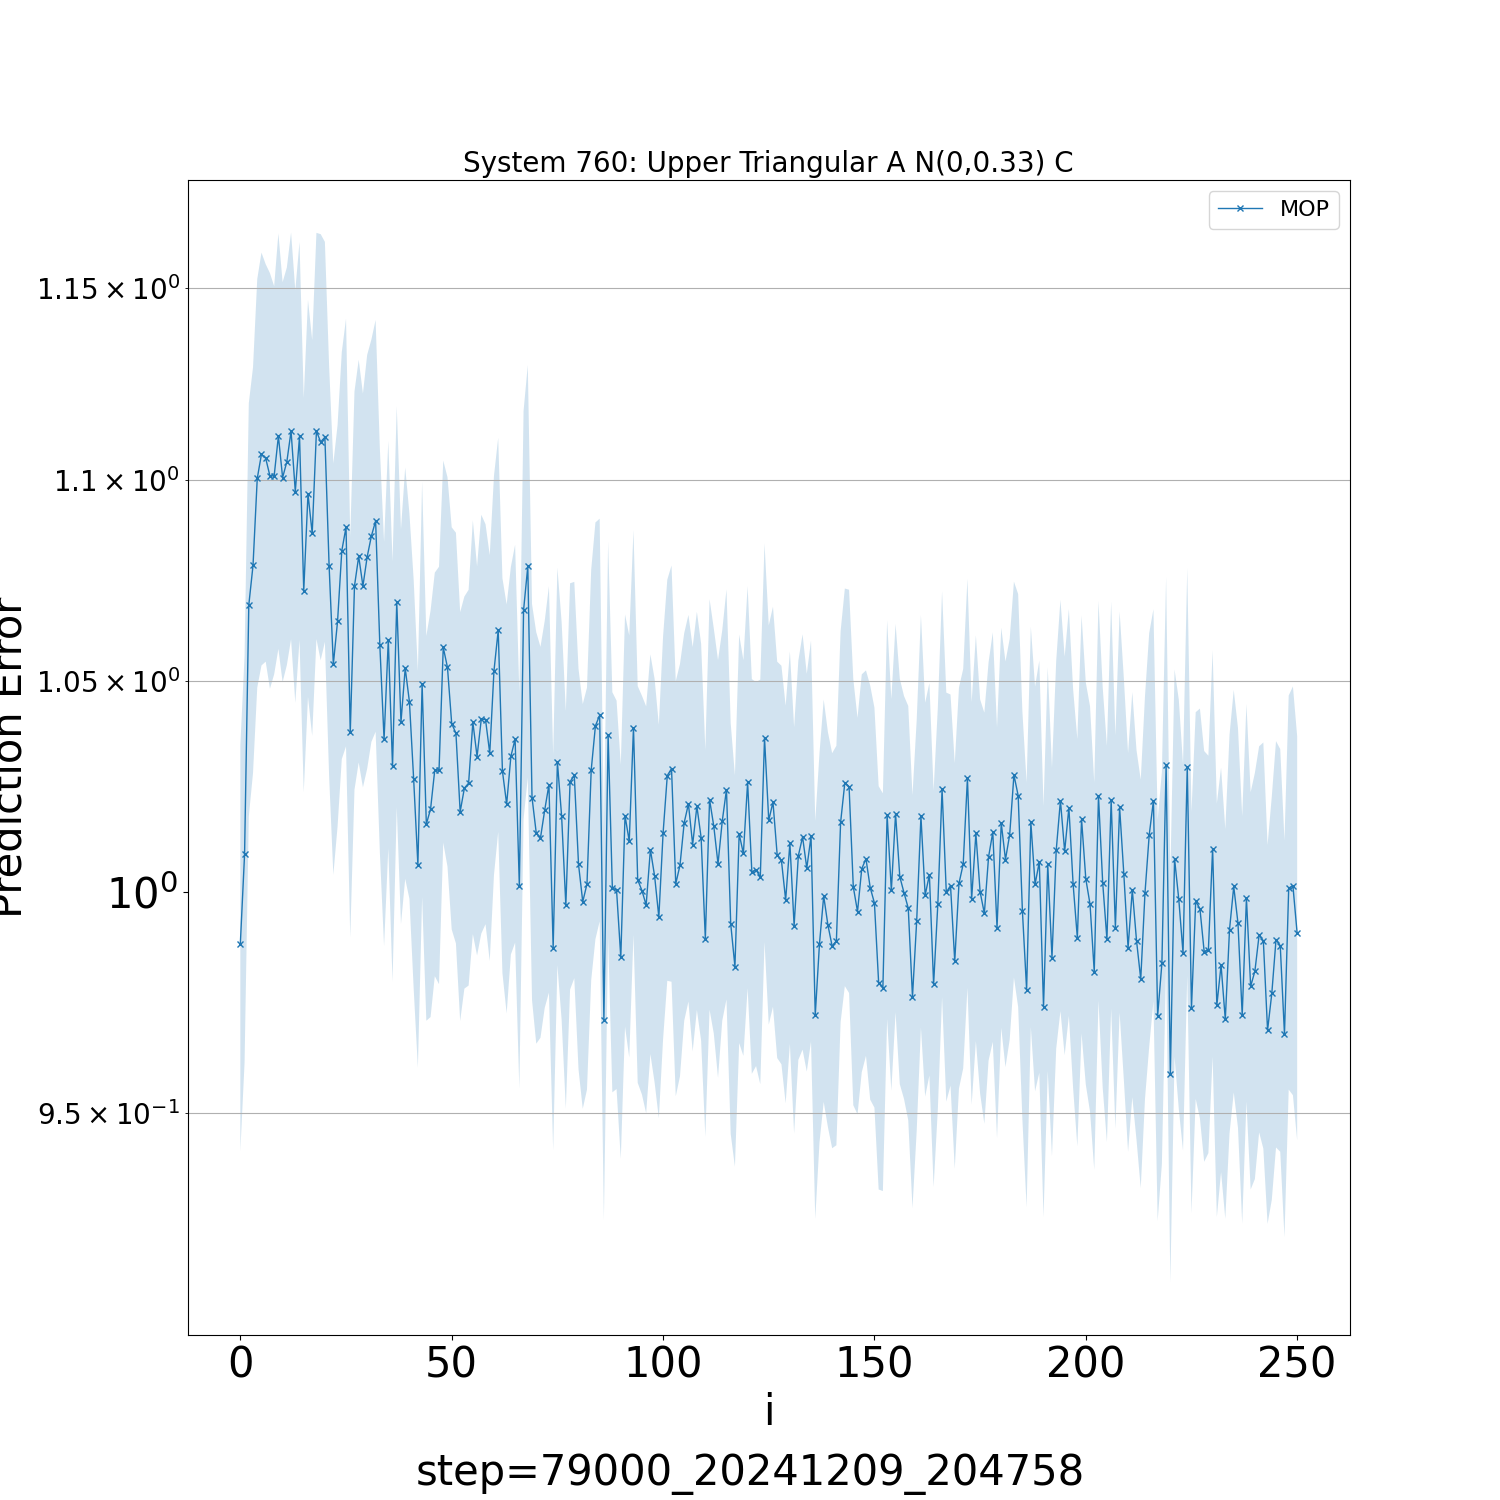 System 760: Upper Triangular A N(0,0.33) C
MOP
1.15 × 10⁰
1.1 × 10⁰
1.05 × 10⁰
10⁰
9.5 × 10⁻¹
Prediction Error
0 50 100 150 200 250
i
step=79000_20241209_204758